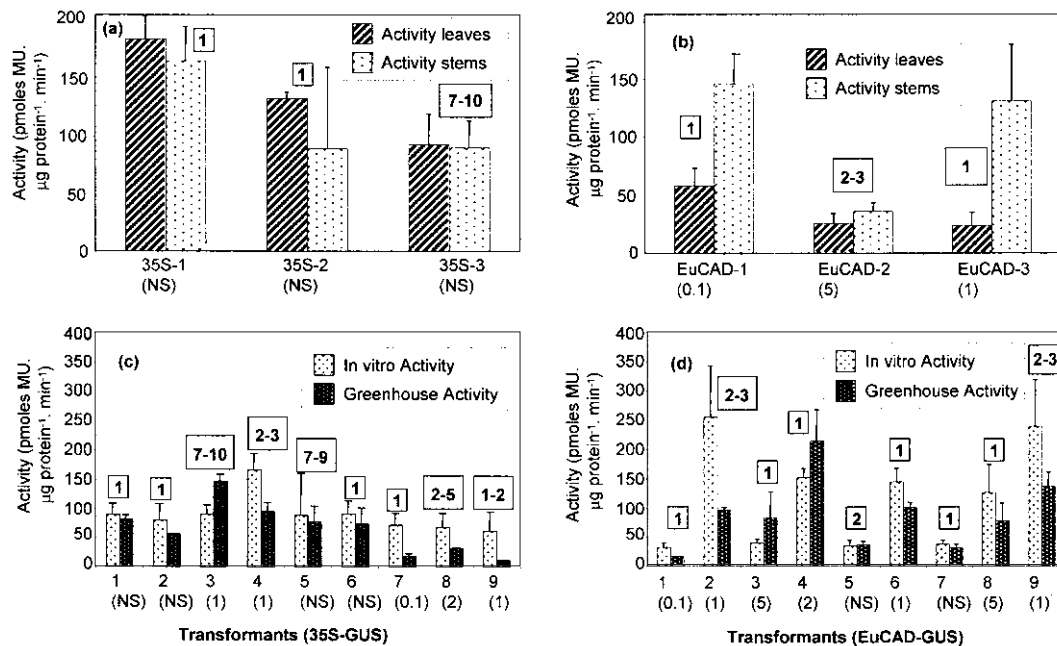 (a)
Activity (pmoles MU.
µg protein⁻¹. min⁻¹)
200
150
100
50
0
Activity leaves
Activity stems
1
1
7-10
35S-1 35S-2 35S-3
(NS) (NS) (NS)
(b)
Activity (pmoles MU.
µg protein⁻¹. min⁻¹)
200
150
100
50
0
Activity leaves
Activity stems
1
2-3
1
EuCAD-1 EuCAD-2 EuCAD-3
(0.1) (5) (1)
(c)
Activity (pmoles MU.
µg protein⁻¹. min⁻¹)
400
350
300
250
200
150
100
50
0
In vitro Activity
Greenhouse Activity
1 1 7-10 2-3 7-9 1 1 2-5 1-2
1 2 3 4 5 6 7 8 9
(NS) (NS) (1) (1) (NS) (NS) (0.1) (2) (1)
Transformants (35S-GUS)
(d)
Activity (pmoles MU.
µg protein⁻¹. min⁻¹)
400
350
300
250
200
150
100
50
0
In vitro Activity
Greenhouse Activity
1 2-3 1 1 2 1 1 1 2-3
1 2 3 4 5 6 7 8 9
(0.1) (1) (5) (2) (NS) (1) (NS) (5) (1)
Transformants (EuCAD-GUS)